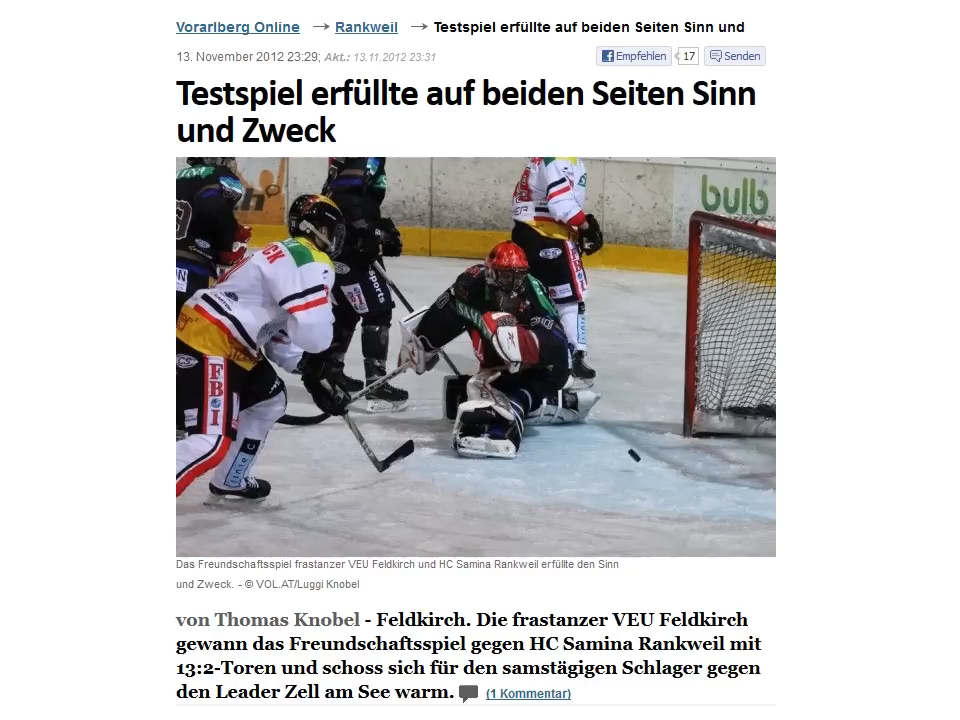 Vorarlberg Online → Rankweil → Testspiel erfüllte auf beiden Seiten Sinn und
13. November 2012 23:29; Akt.: 13.11.2012 23:31
Empfehlen 17 Senden
Testspiel erfüllte auf beiden Seiten Sinn
und Zweck
bulb
sports
FBI
linie
Das Freundschaftsspiel frastanzer VEU Feldkirch und HC Samina Rankweil erfüllte den Sinn
und Zweck. - © VOL.AT/Luggi Knobel
von Thomas Knobel - Feldkirch. Die frastanzer VEU Feldkirch
gewann das Freundschaftsspiel gegen HC Samina Rankweil mit
13:2-Toren und schoss sich für den samstägigen Schlager gegen
den Leader Zell am See warm. (1 Kommentar)